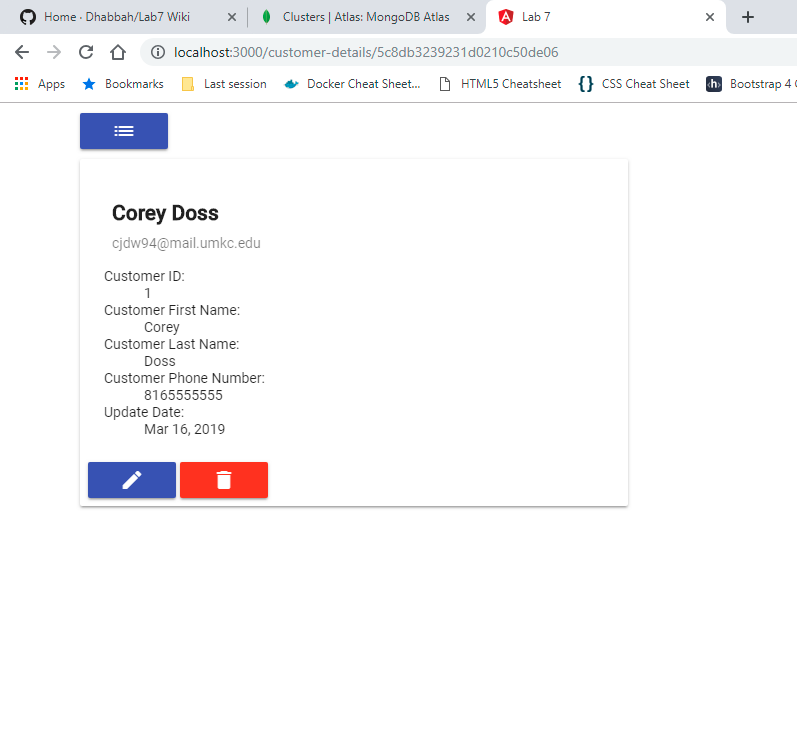 Home · Dhabbah/Lab7 Wiki
Clusters | Atlas: MongoDB Atlas
Lab 7
localhost:3000/customer-details/5c8db3239231d0210c50de06
Apps
Bookmarks
Last session
Docker Cheat Sheet...
HTML5 Cheatsheet
CSS Cheat Sheet
Bootstrap 4 C
Corey Doss
cjdw94@mail.umkc.edu
Customer ID:
1
Customer First Name:
Corey
Customer Last Name:
Doss
Customer Phone Number:
8165555555
Update Date:
Mar 16, 2019